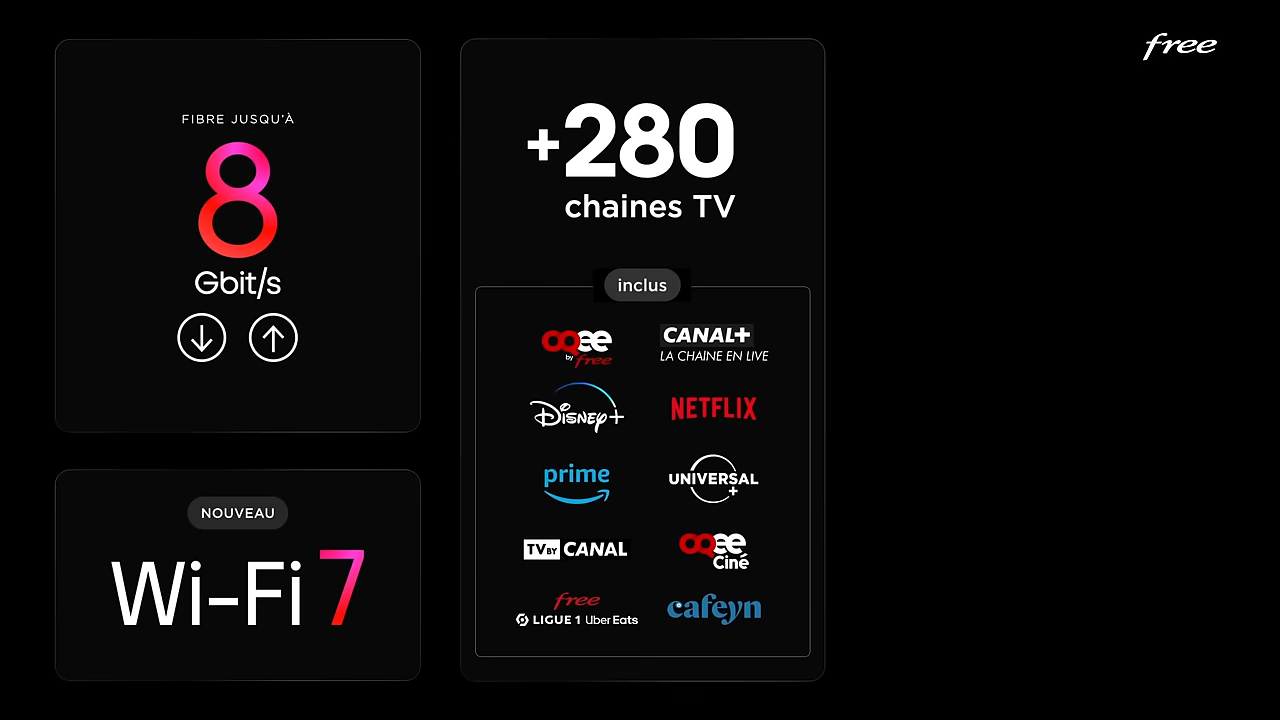 free
FIBRE JUSQU'À
8
Gbit/s
NOUVEAU
Wi-Fi 7
+280
chaines TV
inclus
OQEE
by free
CANAL+
LA CHAINE EN LIVE
Disney+
NETFLIX
prime
UNIVERSAL+
TV BY CANAL
OQEE
Ciné
free
LIGUE 1 Uber Eats
cafeyn